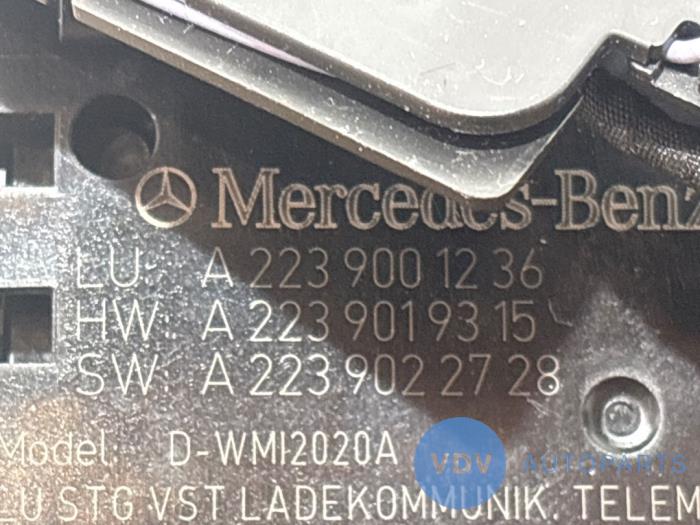 Mercedes-Benz
LU: A 223 900 12 36
HW: A 223 901 93 15
SW: A 223 902 27 28
Model: D-WMI2020A
VDV AUTOPARTS
LU STG VST LADEKOMMUNIK. TELEM